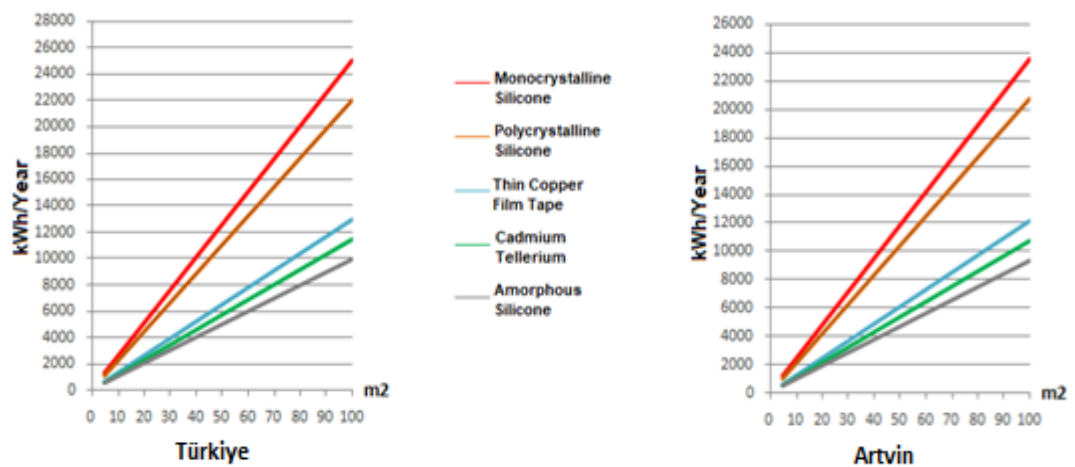 28000
26000
24000
22000
20000
18000
16000
14000
12000
10000
8000
6000
4000
2000
0
kWh/Year
0 10 20 30 40 50 60 70 80 90 100
m2
Türkiye
Monocrystalline
Silicone
Polycrystalline
Silicone
Thin Copper
Film Tape
Cadmium
Tellerium
Amorphous
Silicone
26000
24000
22000
20000
18000
16000
14000
12000
10000
8000
6000
4000
2000
0
kWh/Year
0 10 20 30 40 50 60 70 80 90 100
m2
Artvin